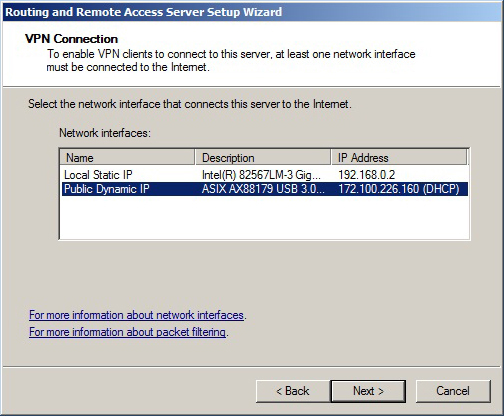 Routing and Remote Access Server Setup Wizard
VPN Connection
To enable VPN clients to connect to this server, at least one network interface
must be connected to the Internet.
Select the network interface that connects this server to the Internet.
Network interfaces:
Name Description IP Address
Local Static IP Intel(R) 82567LM-3 Gig... 192.168.0.2
Public Dynamic IP ASIX AX88179 USB 3.0... 172.100.226.160 (DHCP)
For more information about network interfaces.
For more information about packet filtering.
< Back Next > Cancel